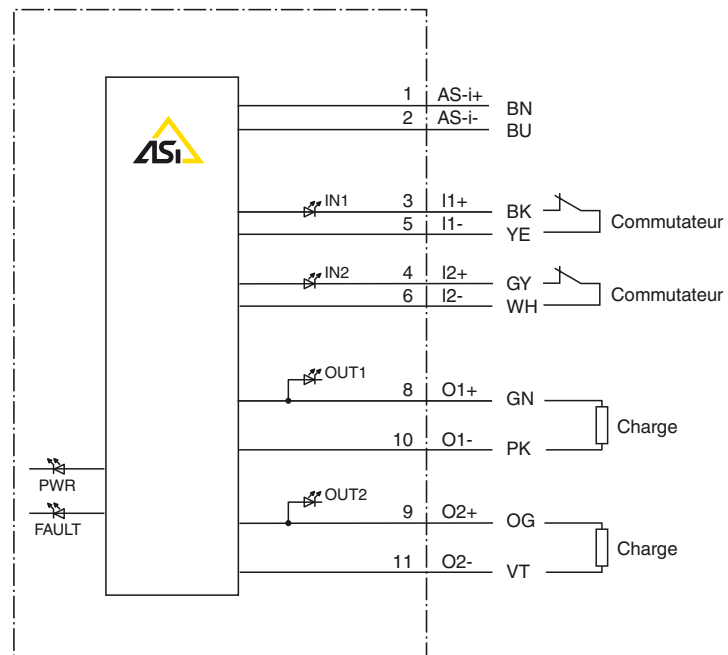 ASi
1 AS-i+ BN
2 AS-i- BU
IN1 3 I1+ BK
5 I1- YE
Commutateur
IN2 4 I2+ GY
6 I2- WH
Commutateur
OUT1
8 O1+ GN
10 O1- PK
Charge
PWR
FAULT
OUT2
9 O2+ OG
11 O2- VT
Charge